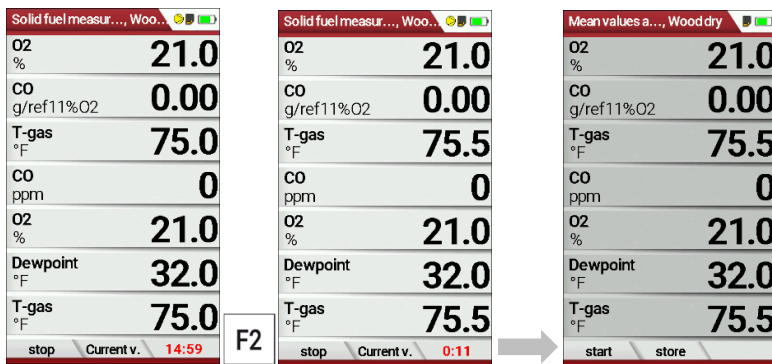 Solid fuel measur..., Woo..
O2
%
21.0
CO
g/ref11%O2
0.00
T-gas
°F
75.0
CO
ppm
0
O2
%
21.0
Dewpoint
°F
32.0
T-gas
°F
75.0
stop Current v. 14:59
F2
Solid fuel measur..., Woo..
O2
%
21.0
CO
g/ref11%O2
0.00
T-gas
°F
75.5
CO
ppm
0
O2
%
21.0
Dewpoint
°F
32.0
T-gas
°F
75.5
stop Current v. 0:11
Mean values a..., Wood dry
O2
%
21.0
CO
g/ref11%O2
0.00
T-gas
°F
75.5
CO
ppm
0
O2
%
21.0
Dewpoint
°F
32.0
T-gas
°F
75.5
start store